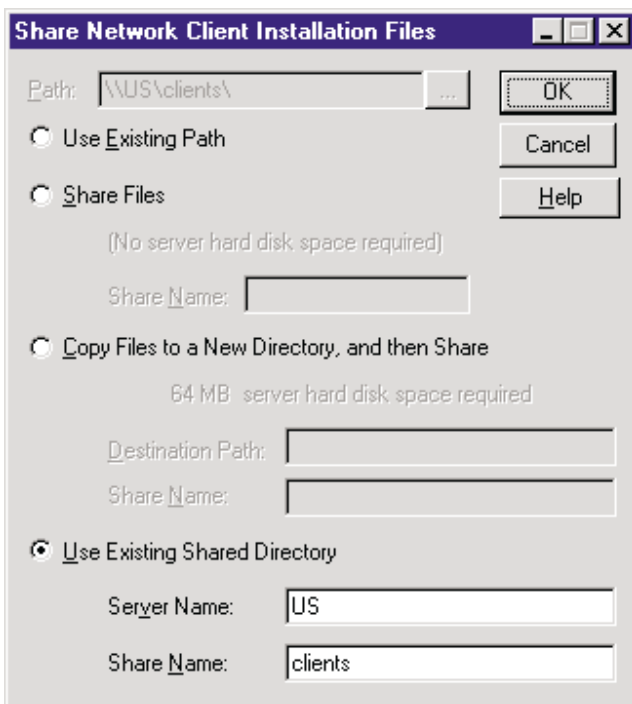 Share Network Client Installation Files
Path: \\US\clients\ ...
OK
Use Existing Path
Cancel
Share Files
Help
(No server hard disk space required)
Share Name:
Copy Files to a New Directory, and then Share
64 MB server hard disk space required
Destination Path:
Share Name:
Use Existing Shared Directory
Server Name: US
Share Name: clients